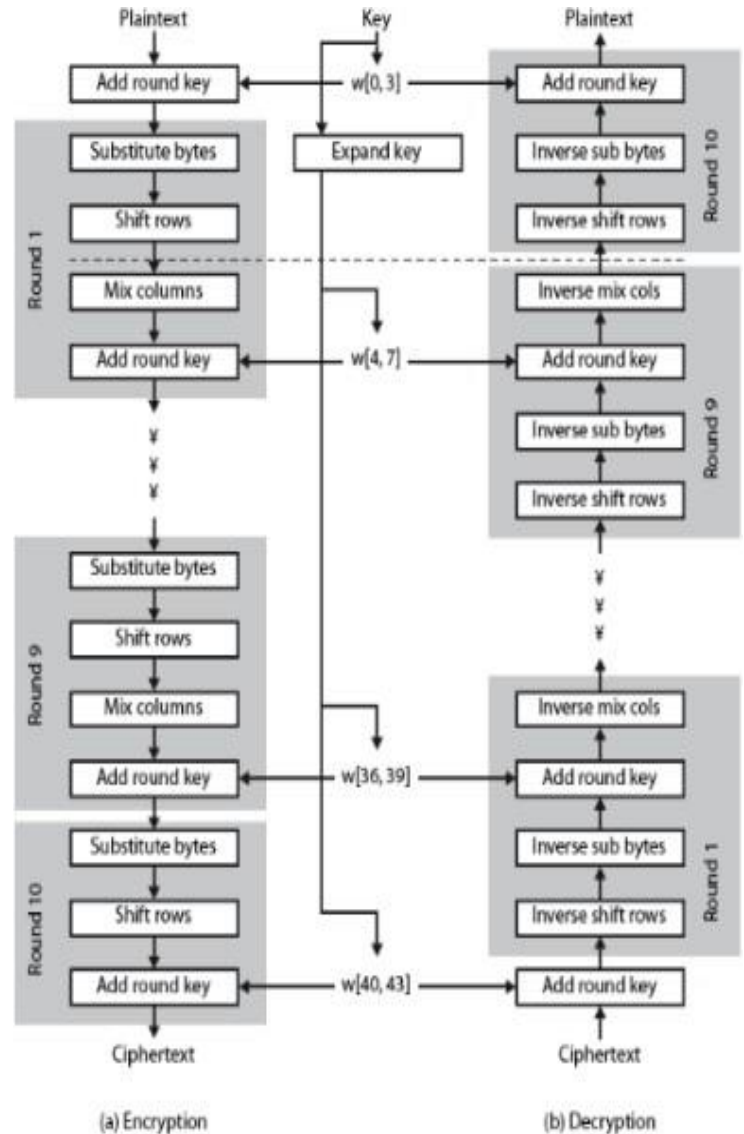 Plaintext
Key
Plaintext
Add round key
w[0, 3]
Add round key
Substitute bytes
Expand key
Inverse sub bytes
Shift rows
Inverse shift rows
Round 1
Round 10
Mix columns
Inverse mix cols
Add round key
w[4, 7]
Add round key
Inverse sub bytes
Round 9
Inverse shift rows
¥
¥
¥
Substitute bytes
¥
¥
¥
Shift rows
Round 9
Mix columns
Inverse mix cols
Add round key
w[36, 39]
Add round key
Substitute bytes
Inverse sub bytes
Round 10
Round 1
Shift rows
Inverse shift rows
Add round key
w[40, 43]
Add round key
Ciphertext
Ciphertext
(a) Encryption
(b) Decryption